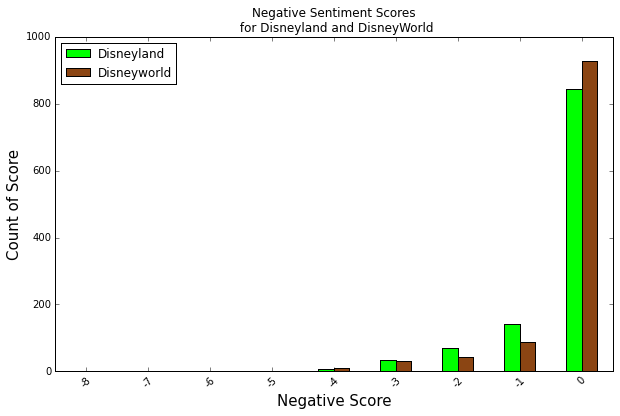 Negative Sentiment Scores
for Disneyland and DisneyWorld
Disneyland
Disneyworld
Count of Score
1000
800
600
400
200
0
-8 -7 -6 -5 -4 -3 -2 -1 0
Negative Score